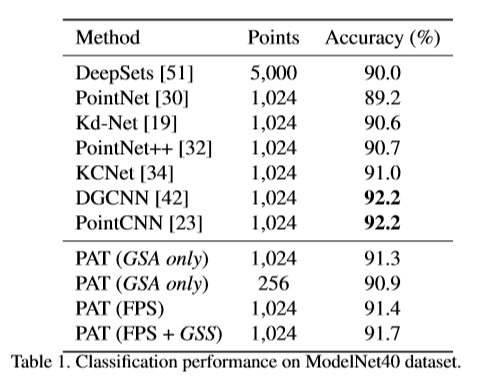 Method Points Accuracy (%)
DeepSets [51] 5,000 90.0
PointNet [30] 1,024 89.2
Kd-Net [19] 1,024 90.6
PointNet++ [32] 1,024 90.7
KCNet [34] 1,024 91.0
DGCNN [42] 1,024 92.2
PointCNN [23] 1,024 92.2
PAT (GSA only) 1,024 91.3
PAT (GSA only) 256 90.9
PAT (FPS) 1,024 91.4
PAT (FPS + GSS) 1,024 91.7
Table 1. Classification performance on ModelNet40 dataset.